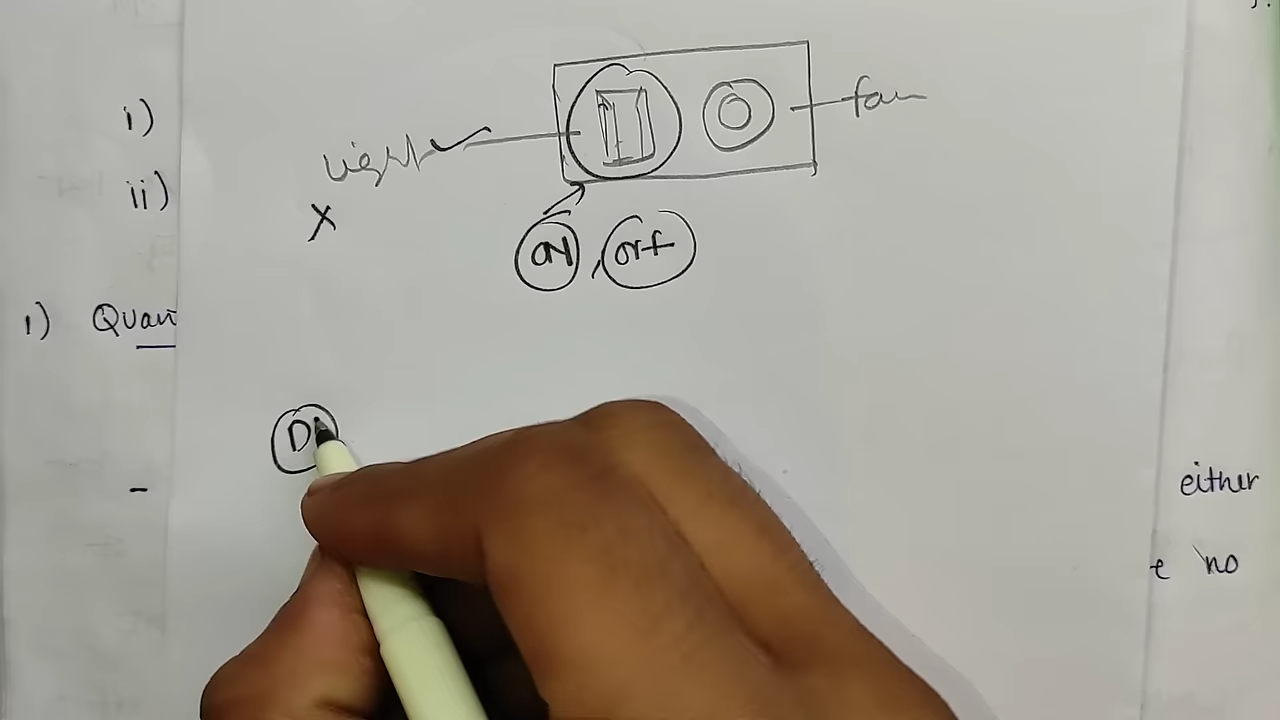 i)
fan
light
ii)
X
ON , OFF
1) Quan
D
-
either
e no